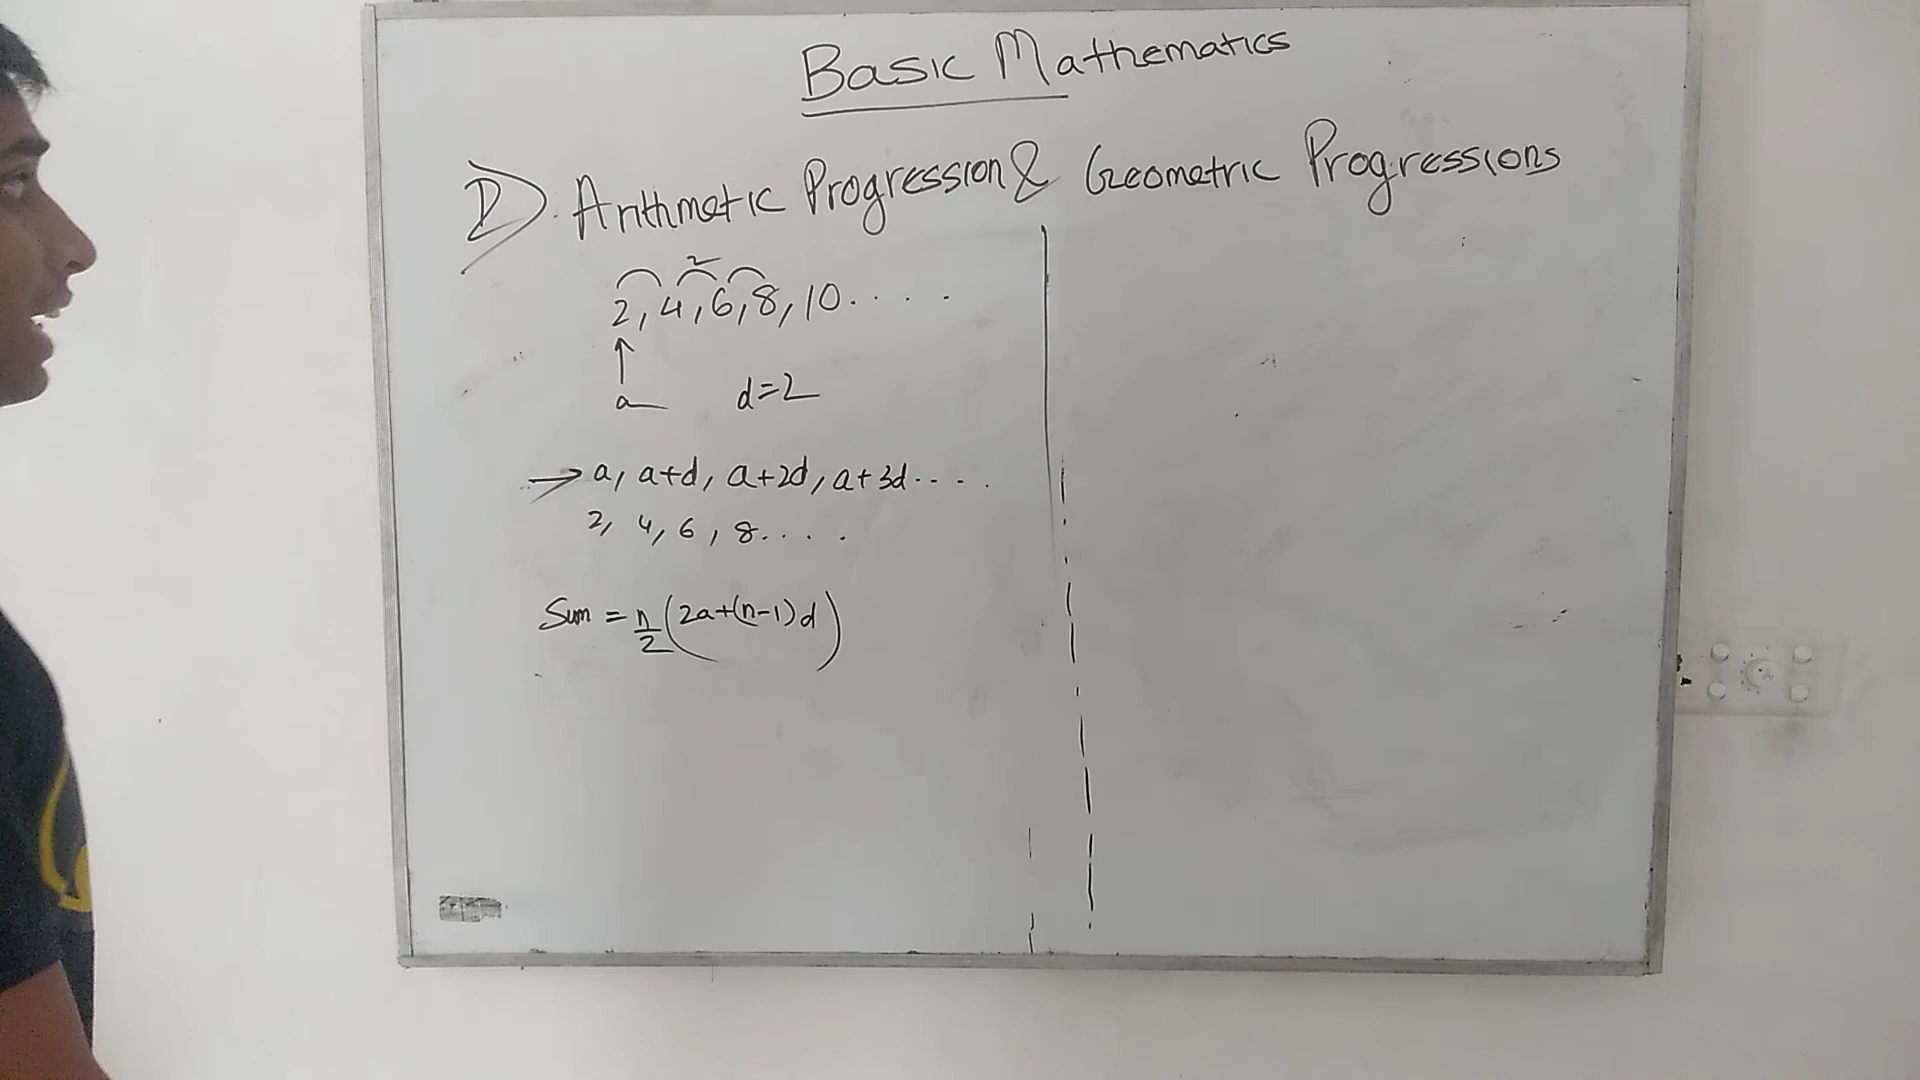 Basic Mathematics
D). Arithmetic Progression & Geometric Progressions
2
2, 4, 6, 8, 10.....
a d=2
→ a, a+d, a+2d, a+3d....
2, 4, 6, 8....
Sum = n/2 (2a+(n-1)d)